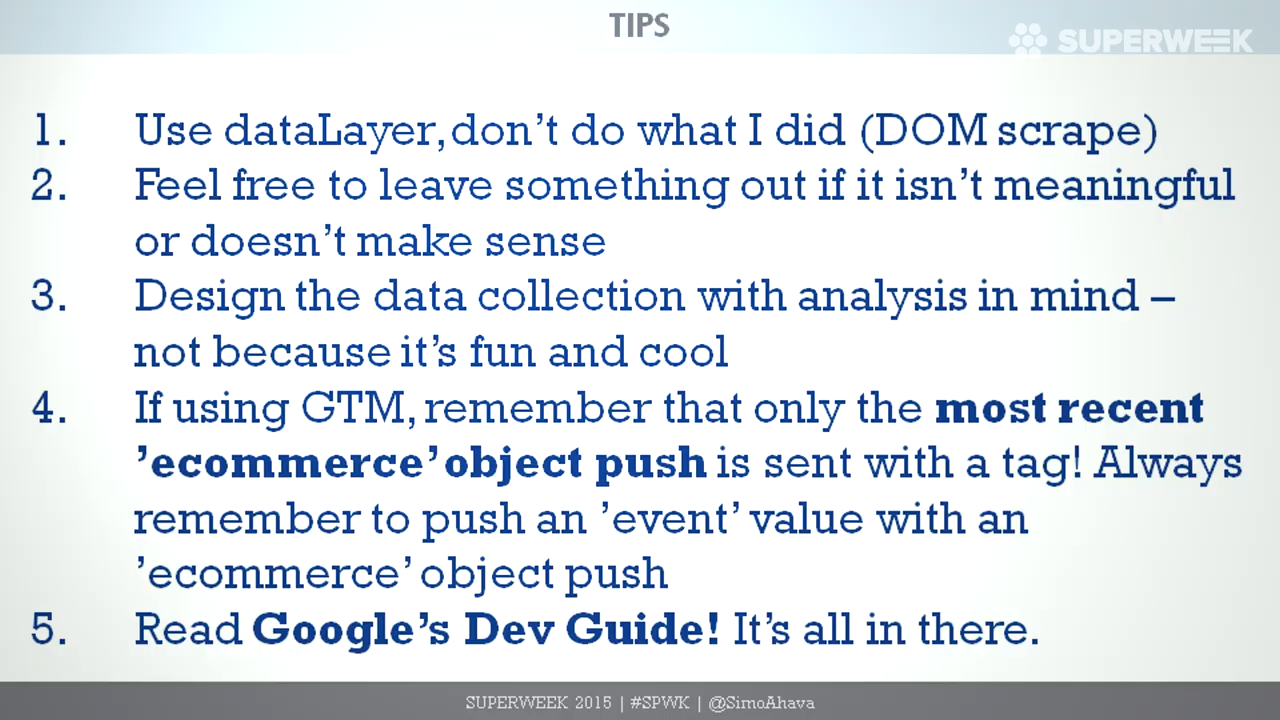 TIPS
SUPERWEEK
1. Use dataLayer, don’t do what I did (DOM scrape)
2. Feel free to leave something out if it isn’t meaningful
or doesn’t make sense
3. Design the data collection with analysis in mind –
not because it’s fun and cool
4. If using GTM, remember that only the most recent
’ecommerce’ object push is sent with a tag! Always
remember to push an ’event’ value with an
’ecommerce’ object push
5. Read Google’s Dev Guide! It’s all in there.
SUPERWEEK 2015 | #SPWK | @SimoAhava